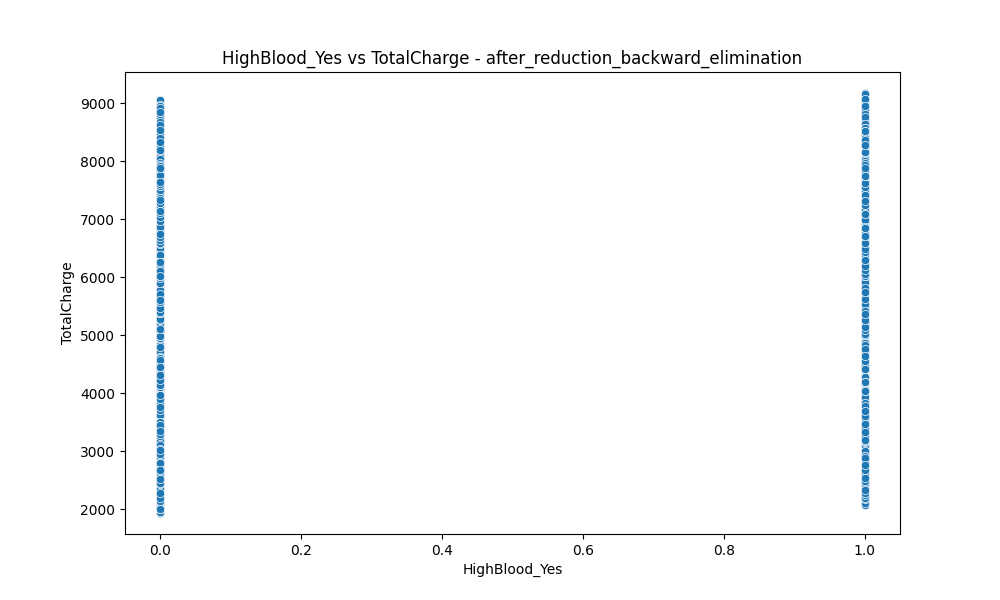 HighBlood_Yes vs TotalCharge - after_reduction_backward_elimination
TotalCharge
9000
8000
7000
6000
5000
4000
3000
2000
0.0 0.2 0.4 0.6 0.8 1.0
HighBlood_Yes